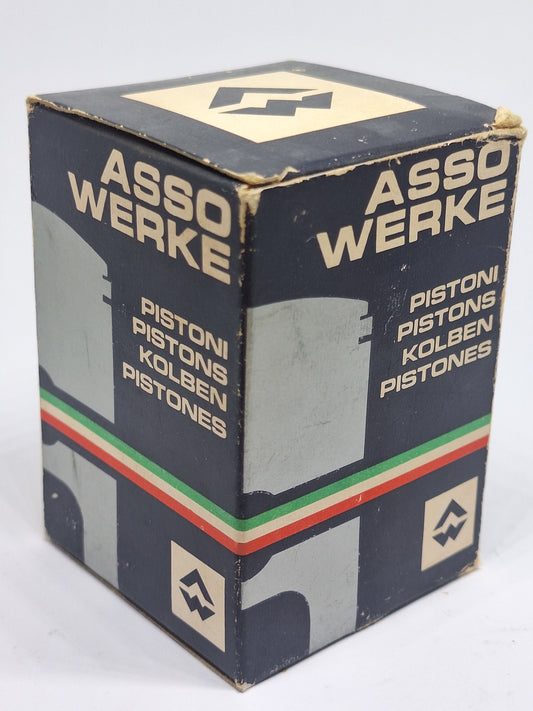 ASSO
WERKE
PISTONI
PISTONS
KOLBEN
PISTONES
ASSO
WERKE
PISTONI
PISTONS
KOLBEN
PISTONES